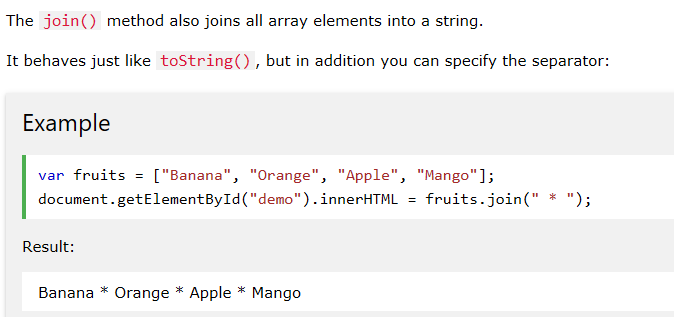 The join() method also joins all array elements into a string.
It behaves just like toString(), but in addition you can specify the separator:
Example
var fruits = ["Banana", "Orange", "Apple", "Mango"];
document.getElementById("demo").innerHTML = fruits.join(" * ");
Result:
Banana * Orange * Apple * Mango